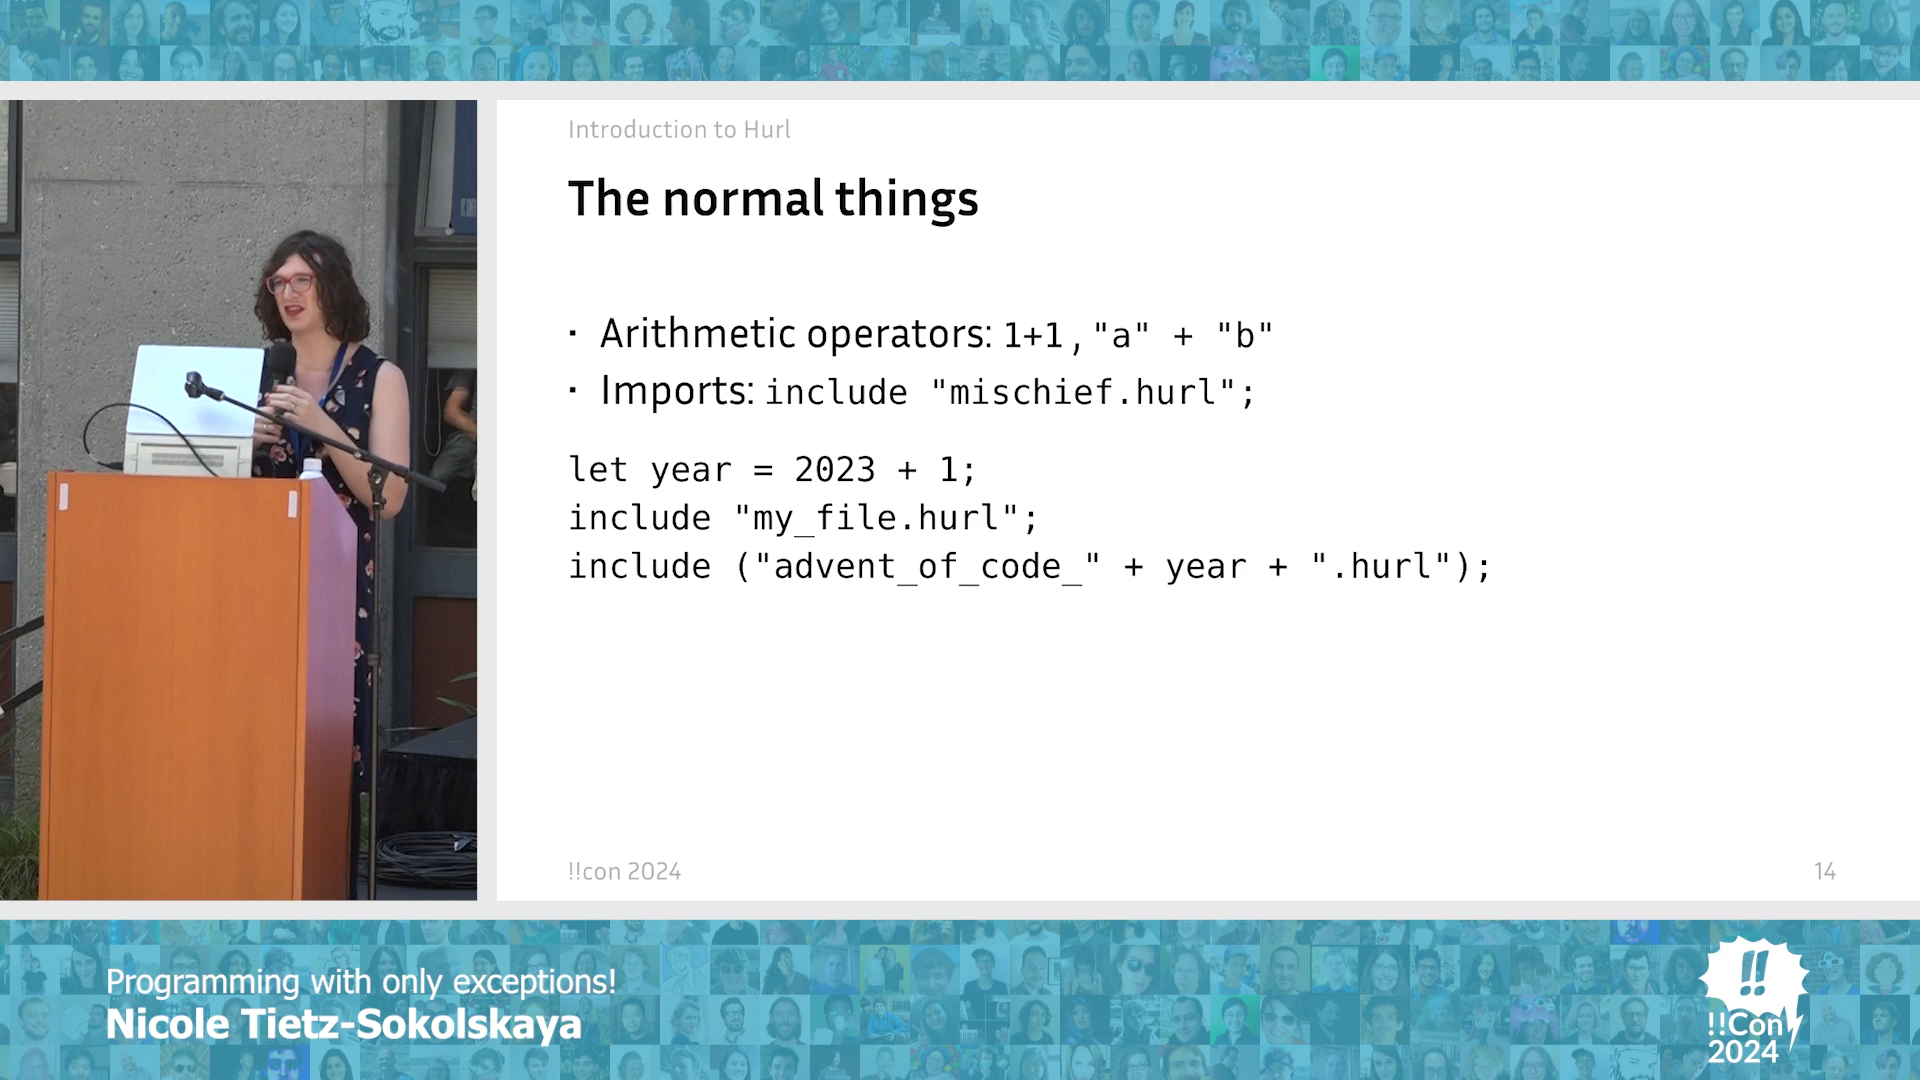 Introduction to Hurl
The normal things
· Arithmetic operators: 1+1, "a" + "b"
· Imports: include "mischief.hurl";
let year = 2023 + 1;
include "my_file.hurl";
include ("advent_of_code_" + year + ".hurl");
!!con 2024
14
Programming with only exceptions!
Nicole Tietz-Sokolskaya
!!
!!Con
2024